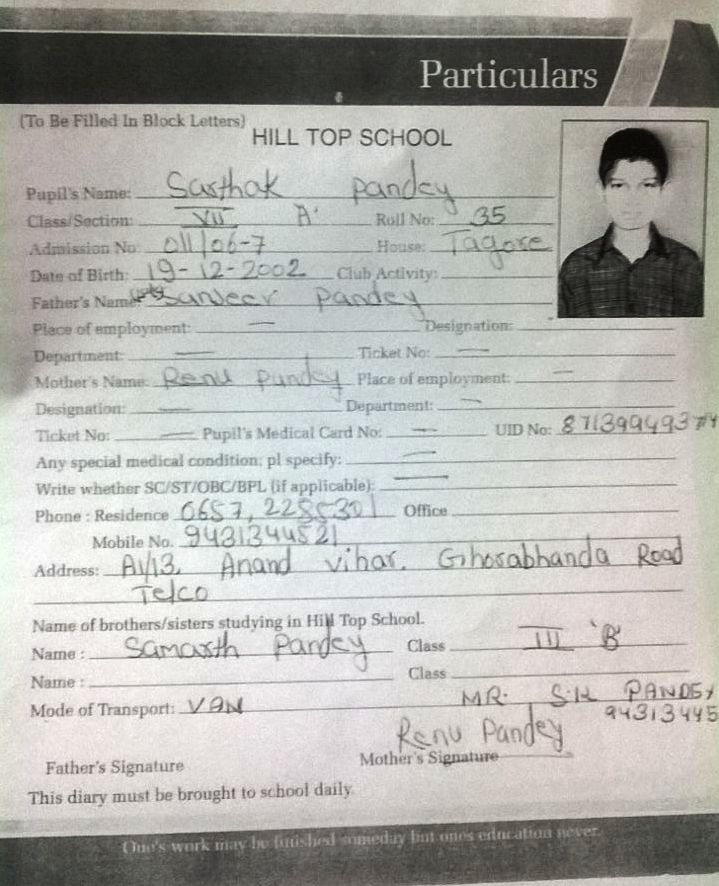 Particulars
(To Be Filled In Block Letters)
HILL TOP SCHOOL
Pupil's Name: Sarthak Pandey
Class/Section: VII 'A' Roll No: 35
Admission No: 011/06-7 House: Tagore
Date of Birth: 19-12-2002 Club Activity:
Father's Name: Sanjeev Pandey
Place of employment: — Designation:
Department: — Ticket No: —
Mother's Name: Renu Pandey Place of employment: —
Designation: — Department: —
Ticket No: — Pupil's Medical Card No: — UID No:
Any special medical condition, pl specify: —
Write whether SC/ST/OBC/BPL (if applicable): —
Phone : Residence 0657, Office
Mobile No. 9431344521
Address: A1/13, Anand Vihar. Ghorabhanda Road
Telco
Name of brothers/sisters studying in Hill Top School.
Name : Samarth Pandey Class III 'B'
Name : Class
Mode of Transport: VAN MR. S.K PANDEY
94313445
Renu Pandey
Father's Signature Mother's Signature
This diary must be brought to school daily.
One's work may be finished someday but one's education never.